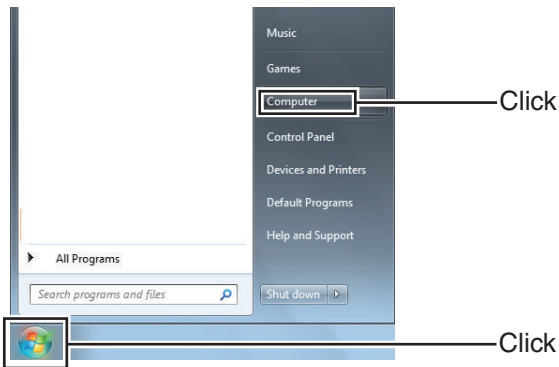 Music
Games
Computer
Click
Control Panel
Devices and Printers
Default Programs
Help and Support
All Programs
Search programs and files
Shut down
Click